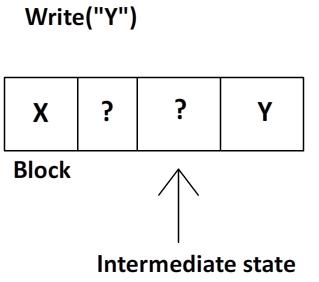 Write("Y")
X ? ? Y
Block
Intermediate state